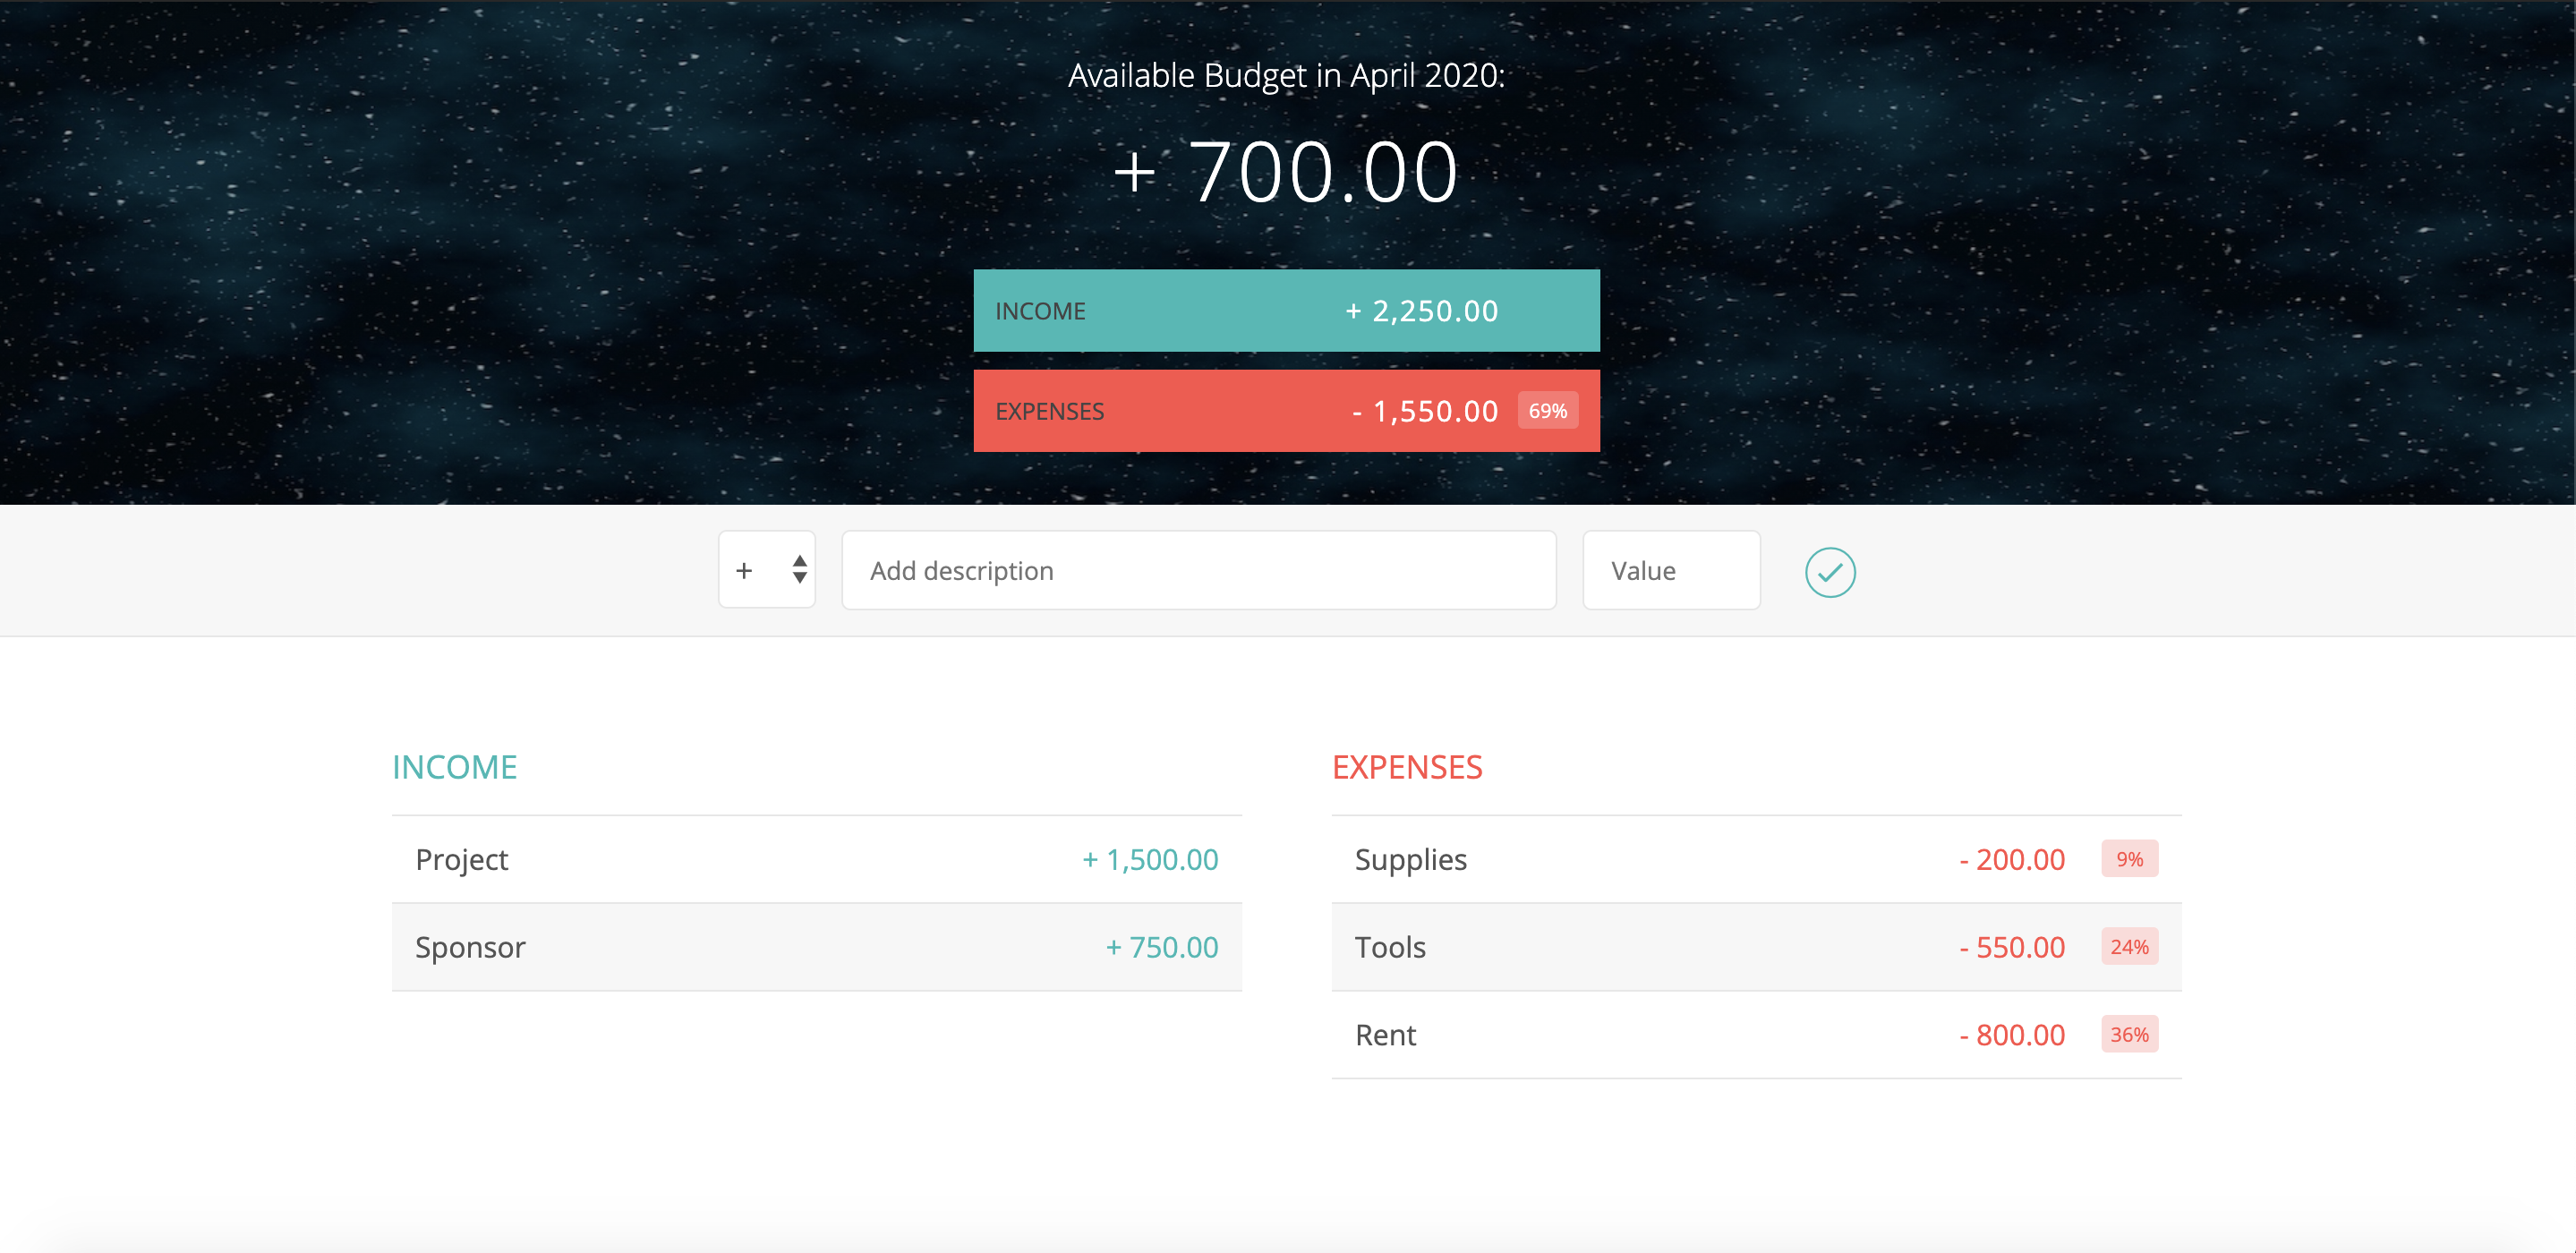 Available Budget in April 2020:
+ 700.00
INCOME + 2,250.00
EXPENSES - 1,550.00 69%
+ Add description Value
INCOME
Project + 1,500.00
Sponsor + 750.00
EXPENSES
Supplies - 200.00 9%
Tools - 550.00 24%
Rent - 800.00 36%